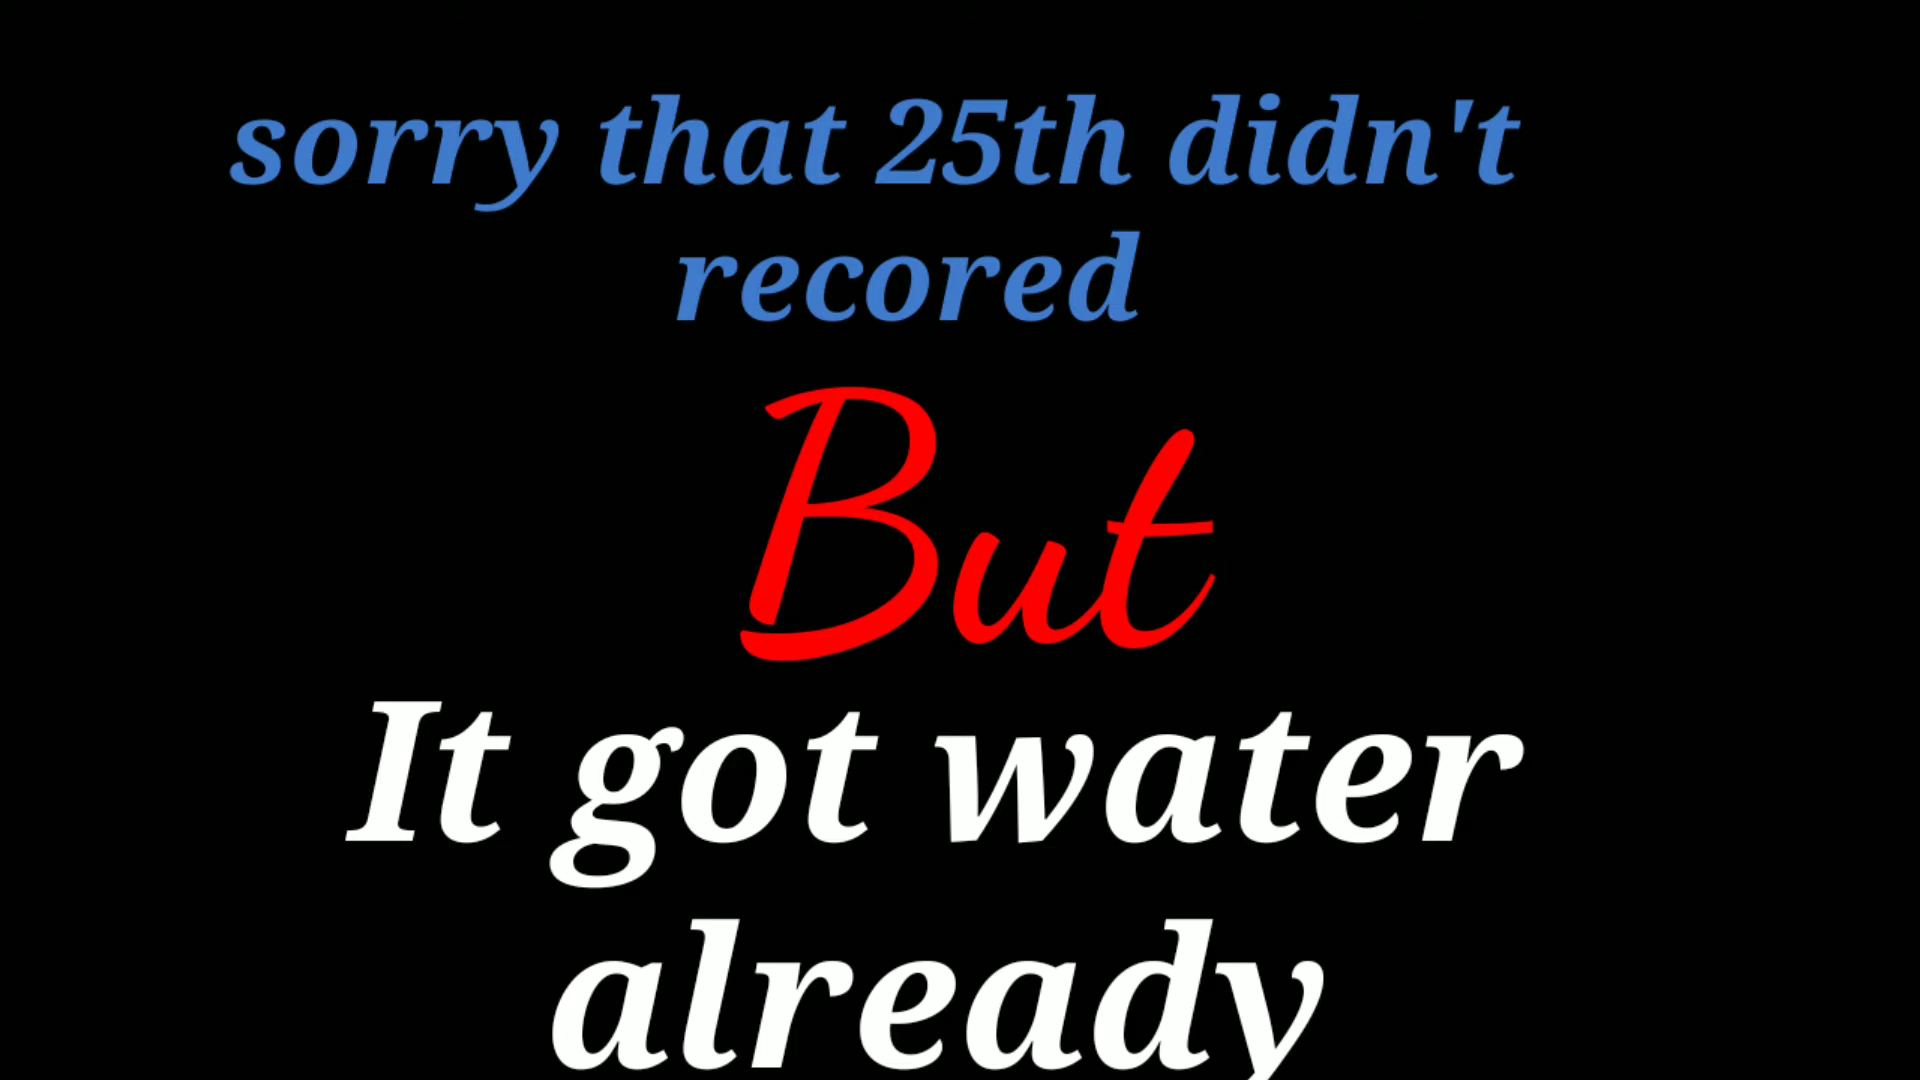 sorry that 25th didn't
recored
But
It got water
already